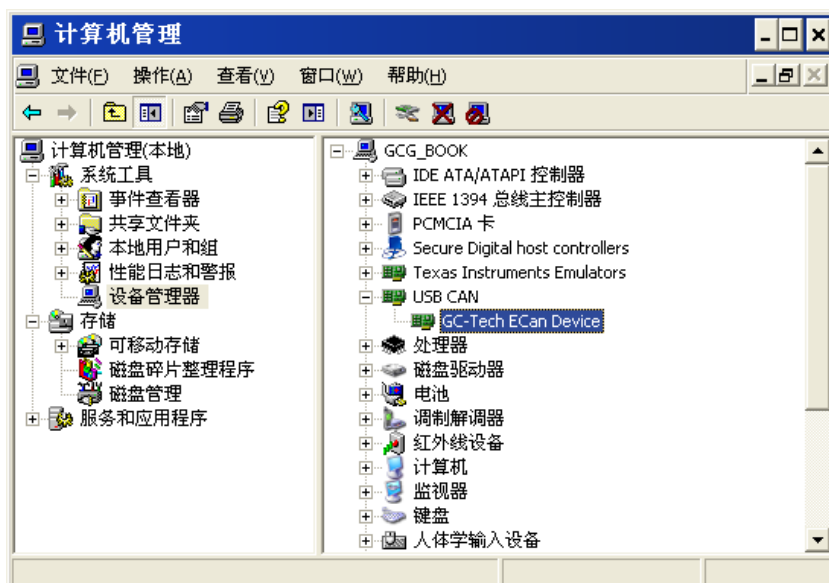 计算机管理
文件(F) 操作(A) 查看(V) 窗口(W) 帮助(H)
计算机管理(本地)
系统工具
事件查看器
共享文件夹
本地用户和组
性能日志和警报
设备管理器
存储
可移动存储
磁盘碎片整理程序
磁盘管理
服务和应用程序
GCG_BOOK
IDE ATA/ATAPI 控制器
IEEE 1394 总线主控制器
PCMCIA 卡
Secure Digital host controllers
Texas Instruments Emulators
USB CAN
GC-Tech ECan Device
处理器
磁盘驱动器
电池
调制解调器
红外线设备
计算机
监视器
键盘
人体学输入设备